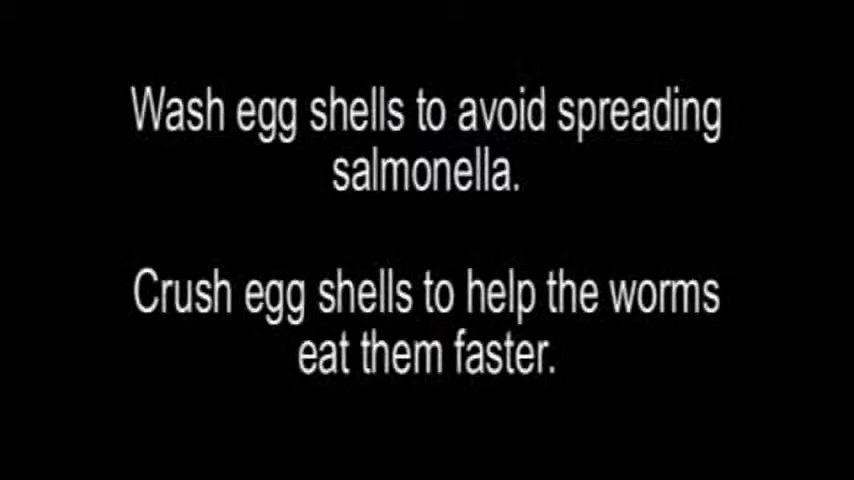 Wash egg shells to avoid spreading
salmonella.
Crush egg shells to help the worms
eat them faster.